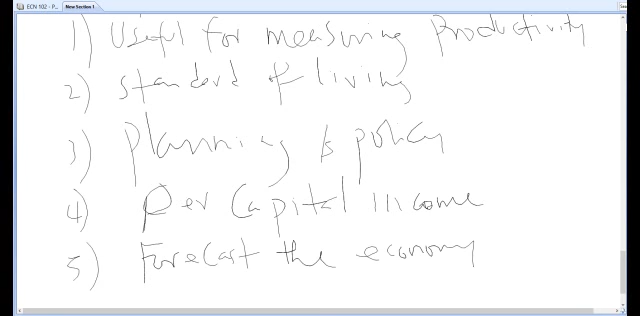 ECN 102 - P...
New Section 1
1) Useful for measuring Productivity
2) standard of living
3) Planning & policy
4) Per Capital income
5) Forecast the economy